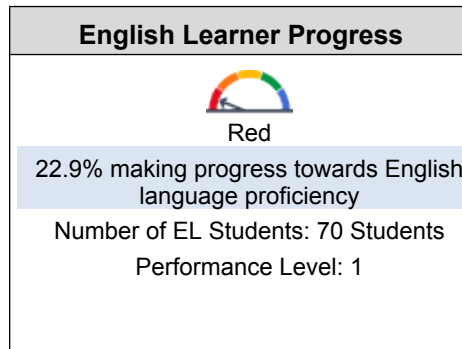 English Learner Progress
Red
22.9% making progress towards English
language proficiency
Number of EL Students: 70 Students
Performance Level: 1